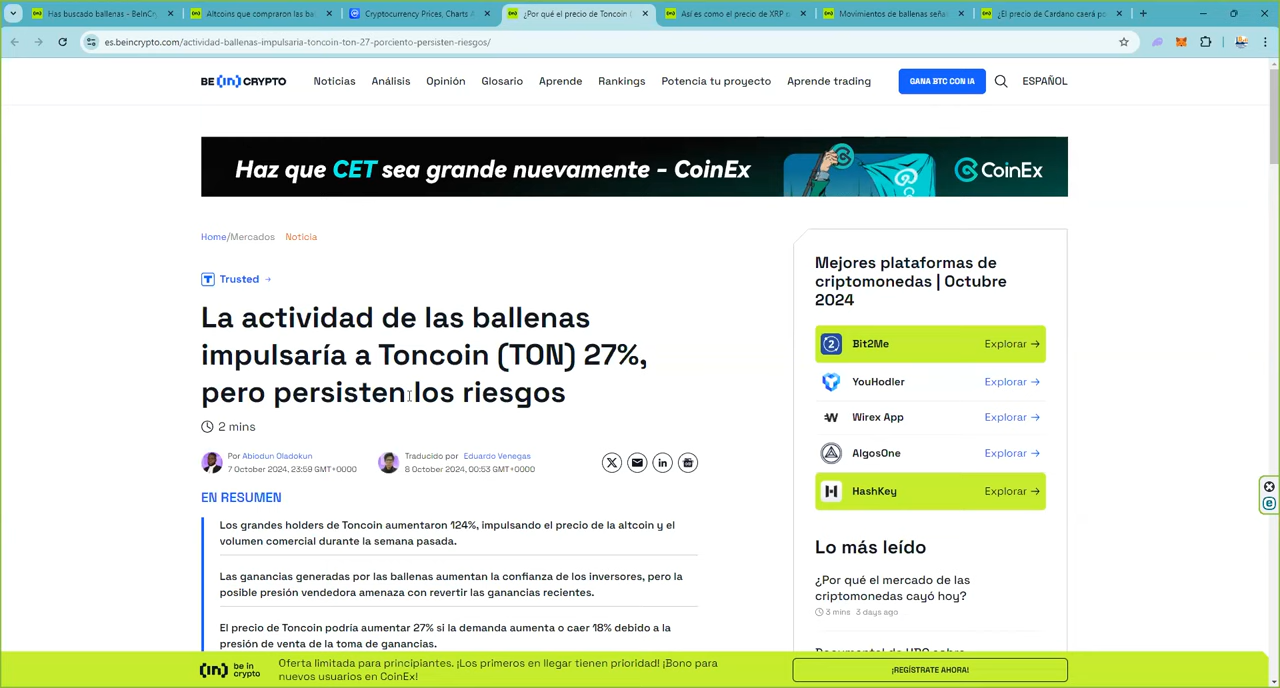 Has buscado ballenas - BeInCr
Altcoins que compraron las ba
Cryptocurrency Prices, Charts A
¿Por qué el precio de Toncoin (
Así es como el precio de XRP e
Movimientos de ballenas seña
¿El precio de Cardano caerá po
es.beincrypto.com/actividad-ballenas-impulsaria-toncoin-ton-27-porciento-persisten-riesgos/
BE[IN]CRYPTO
Noticias
Análisis
Opinión
Glosario
Aprende
Rankings
Potencia tu proyecto
Aprende trading
GANA BTC CON IA
ESPAÑOL
Haz que CET sea grande nuevamente - CoinEx
CoinEx
Home/Mercados Noticia
Trusted →
La actividad de las ballenas
impulsaría a Toncoin (TON) 27%,
pero persisten los riesgos
2 mins
Por Abiodun Oladokun
7 October 2024, 23:59 GMT+0000
Traducido por Eduardo Venegas
8 October 2024, 00:53 GMT+0000
EN RESUMEN
Los grandes holders de Toncoin aumentaron 124%, impulsando el precio de la altcoin y el
volumen comercial durante la semana pasada.
Las ganancias generadas por las ballenas aumentan la confianza de los inversores, pero la
posible presión vendedora amenaza con revertir las ganancias recientes.
El precio de Toncoin podría aumentar 27% si la demanda aumenta o caer 18% debido a la
presión de venta de la toma de ganancias.
Mejores plataformas de
criptomonedas | Octubre
2024
Bit2Me Explorar →
YouHodler Explorar →
Wirex App Explorar →
AlgosOne Explorar →
HashKey Explorar →
Lo más leído
¿Por qué el mercado de las
criptomonedas cayó hoy?
3 mins 3 days ago
(in) be in
crypto
Oferta limitada para principiantes. ¡Los primeros en llegar tienen prioridad! ¡Bono para
nuevos usuarios en CoinEx!
¡REGÍSTRATE AHORA!